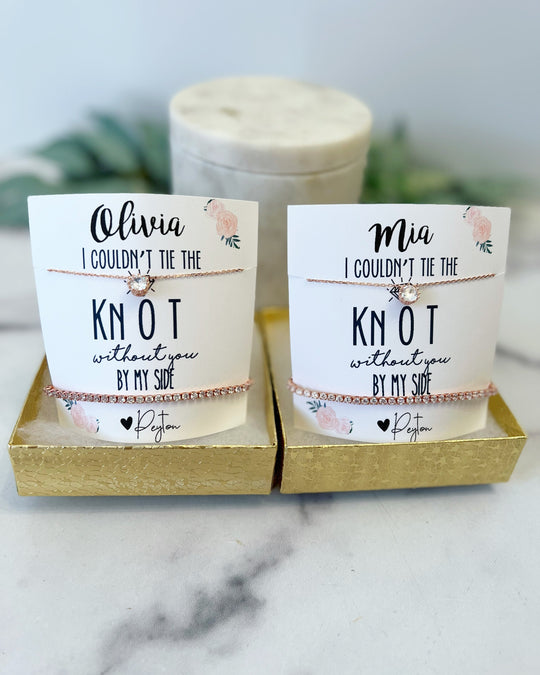 Olivia
I COULDN'T TIE THE
KNOT
without you
BY MY SIDE
♥Peyton
Mia
I COULDN'T TIE THE
KNOT
without you
BY MY SIDE
♥Peyton